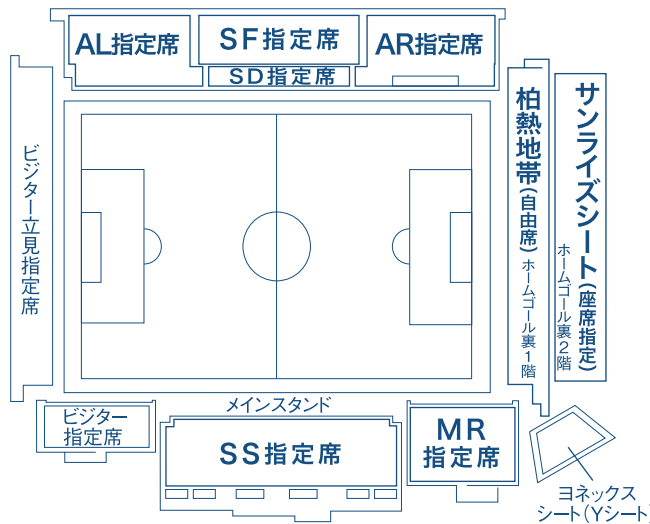 AL指定席
SF指定席
AR指定席
SD指定席
ビジター立見指定席
柏熱地帯(自由席)
ホームゴール裏1階
サンライズシート(座席指定)
ホームゴール裏2階
メインスタンド
ビジター
指定席
SS指定席
MR
指定席
ヨネックス
シート(Yシート)